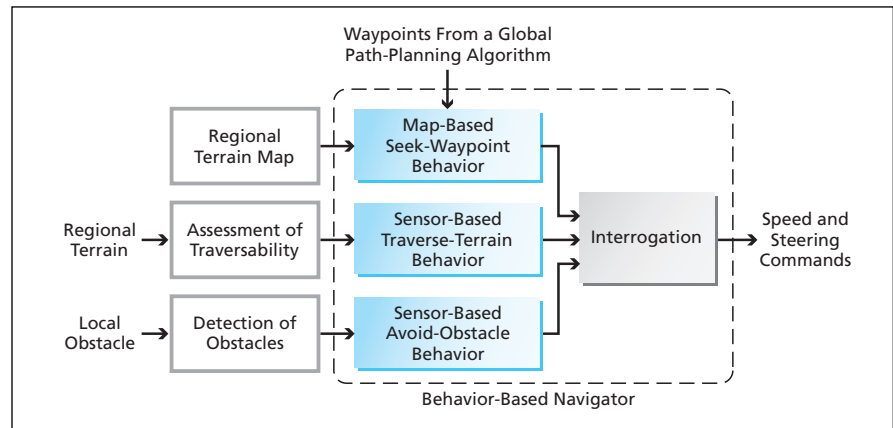 Waypoints From a Global
Path-Planning Algorithm
Regional
Terrain Map
Map-Based
Seek-Waypoint
Behavior
Regional
Terrain
Assessment of
Traversability
Sensor-Based
Traverse-Terrain
Behavior
Interrogation
Speed and
Steering
Commands
Local
Obstacle
Detection of
Obstacles
Sensor-Based
Avoid-Obstacle
Behavior
Behavior-Based Navigator